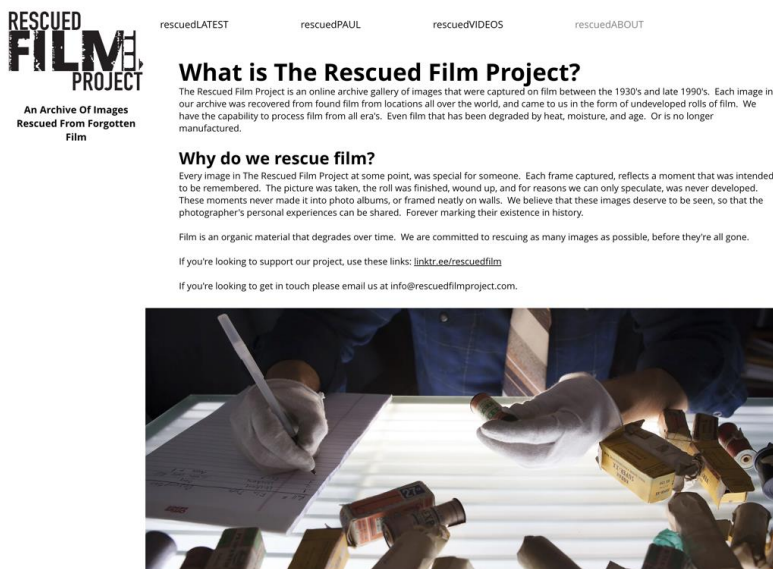 RESCUED
FILM
PROJECT
An Archive Of Images
Rescued From Forgotten
Film
rescuedLATEST
rescuedPAUL
rescuedVIDEOS
rescuedABOUT
What is The Rescued Film Project?
The Rescued Film Project is an online archive gallery of images that were captured on film between the 1930's and late 1990's.  Each image in
our archive was recovered from found film from locations all over the world, and came to us in the form of undeveloped rolls of film.  We
have the capability to process film from all era's.  Even film that has been degraded by heat, moisture, and age.  Or is no longer
manufactured.
Why do we rescue film?
Every image in The Rescued Film Project at some point, was special for someone.  Each frame captured, reflects a moment that was intended
to be remembered.  The picture was taken, the roll was finished, wound up, and for reasons we can only speculate, was never developed.
These moments never made it into photo albums, or framed neatly on walls.  We believe that these images deserve to be seen, so that the
photographer's personal experiences can be shared.  Forever marking their existence in history.
Film is an organic material that degrades over time.  We are committed to rescuing as many images as possible, before they're all gone.
If you're looking to support our project, use these links: linktr.ee/rescuedfilm
If you're looking to get in touch please email us at info@rescuedfilmproject.com.